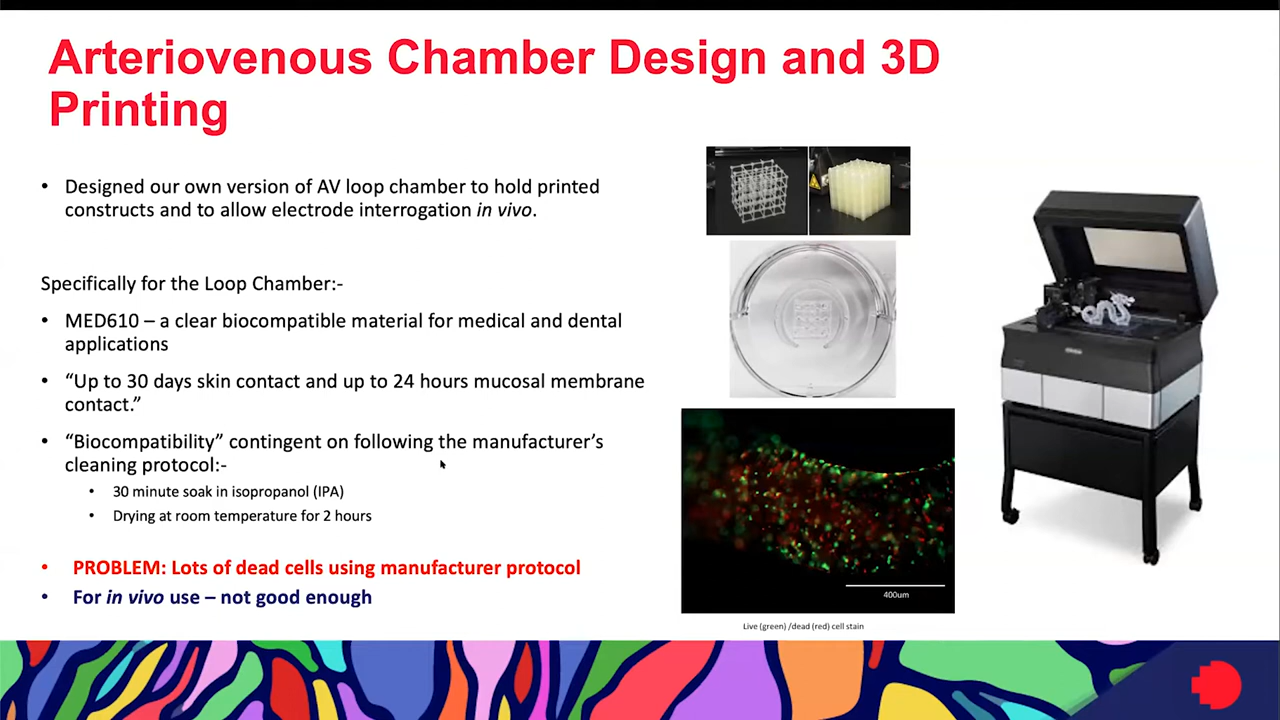 Arteriovenous Chamber Design and 3D
Printing
• Designed our own version of AV loop chamber to hold printed
constructs and to allow electrode interrogation in vivo.
Specifically for the Loop Chamber:-
• MED610 – a clear biocompatible material for medical and dental
applications
• “Up to 30 days skin contact and up to 24 hours mucosal membrane
contact.”
• “Biocompatibility” contingent on following the manufacturer’s
cleaning protocol:-
• 30 minute soak in isopropanol (IPA)
• Drying at room temperature for 2 hours
• PROBLEM: Lots of dead cells using manufacturer protocol
• For in vivo use – not good enough
400um
Live (green) /dead (red) cell stain